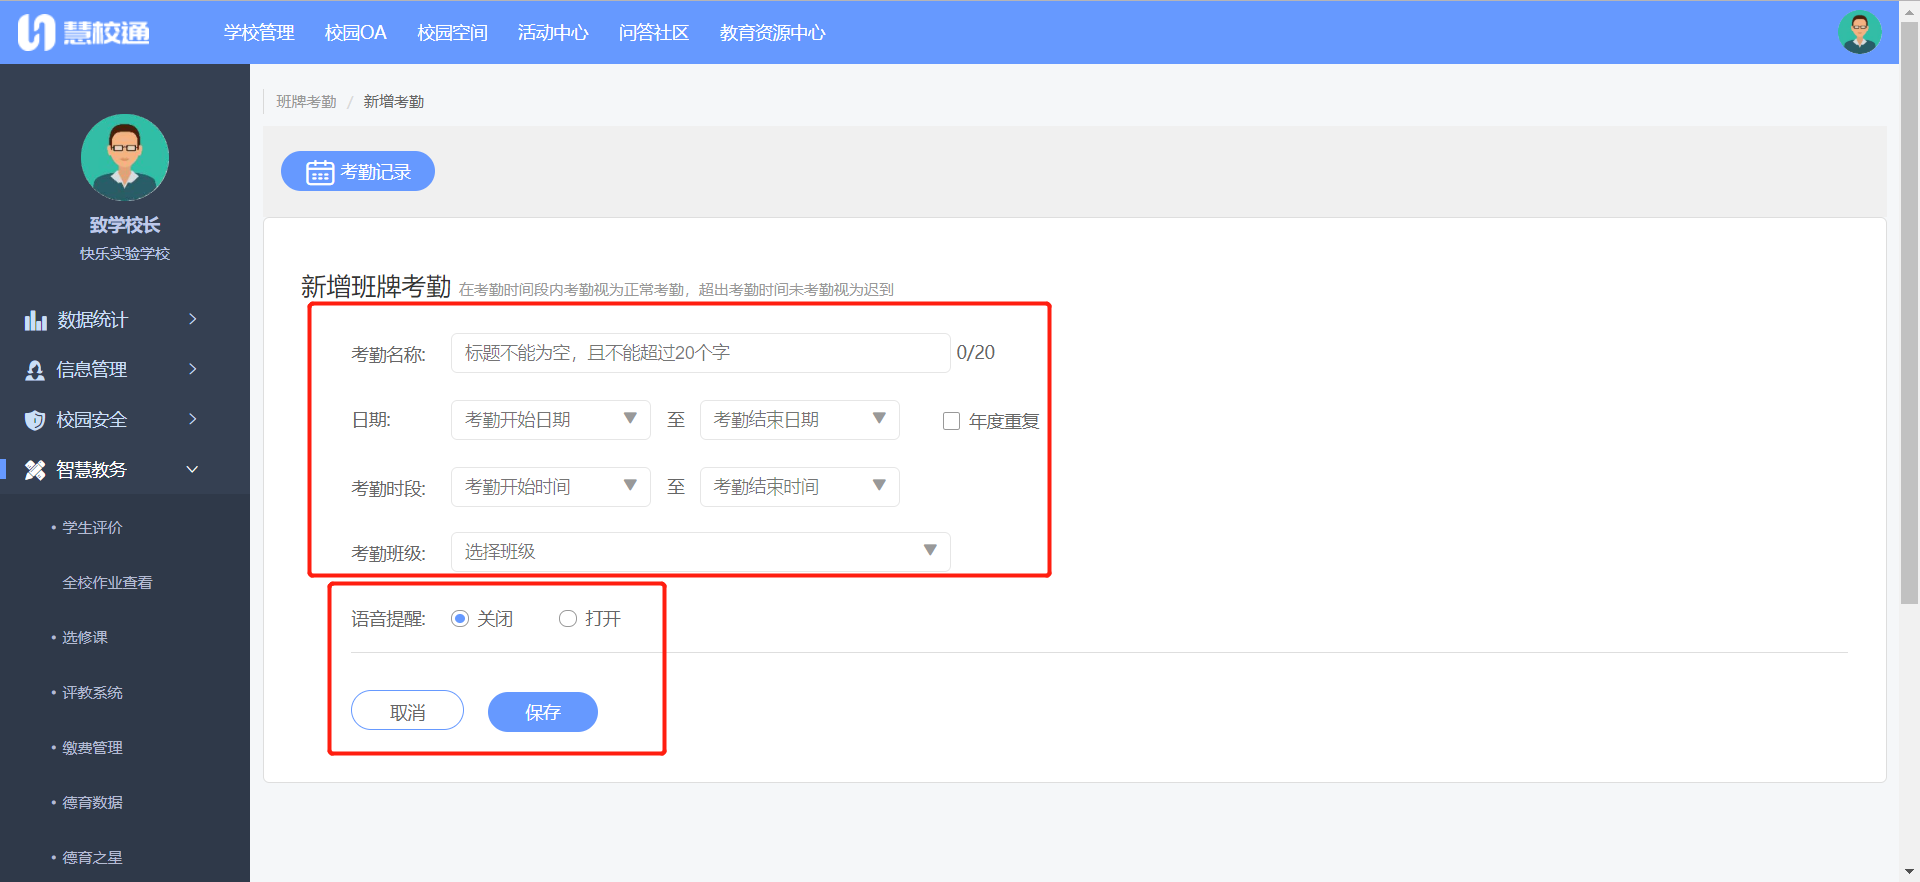 慧校通
学校管理 校园OA 校园空间 活动中心 问答社区 教育资源中心
致学校长
快乐实验学校
数据统计
信息管理
校园安全
智慧教务
• 学生评价
全校作业查看
• 选修课
• 评教系统
• 缴费管理
• 德育数据
• 德育之星
班牌考勤 / 新增考勤
考勤记录
新增班牌考勤 在考勤时间段内考勤视为正常考勤，超出考勤时间未考勤视为迟到
考勤名称: 标题不能为空，且不能超过20个字 0/20
日期: 考勤开始日期 至 考勤结束日期 年度重复
考勤时段: 考勤开始时间 至 考勤结束时间
考勤班级: 选择班级
语音提醒: 关闭 打开
取消 保存